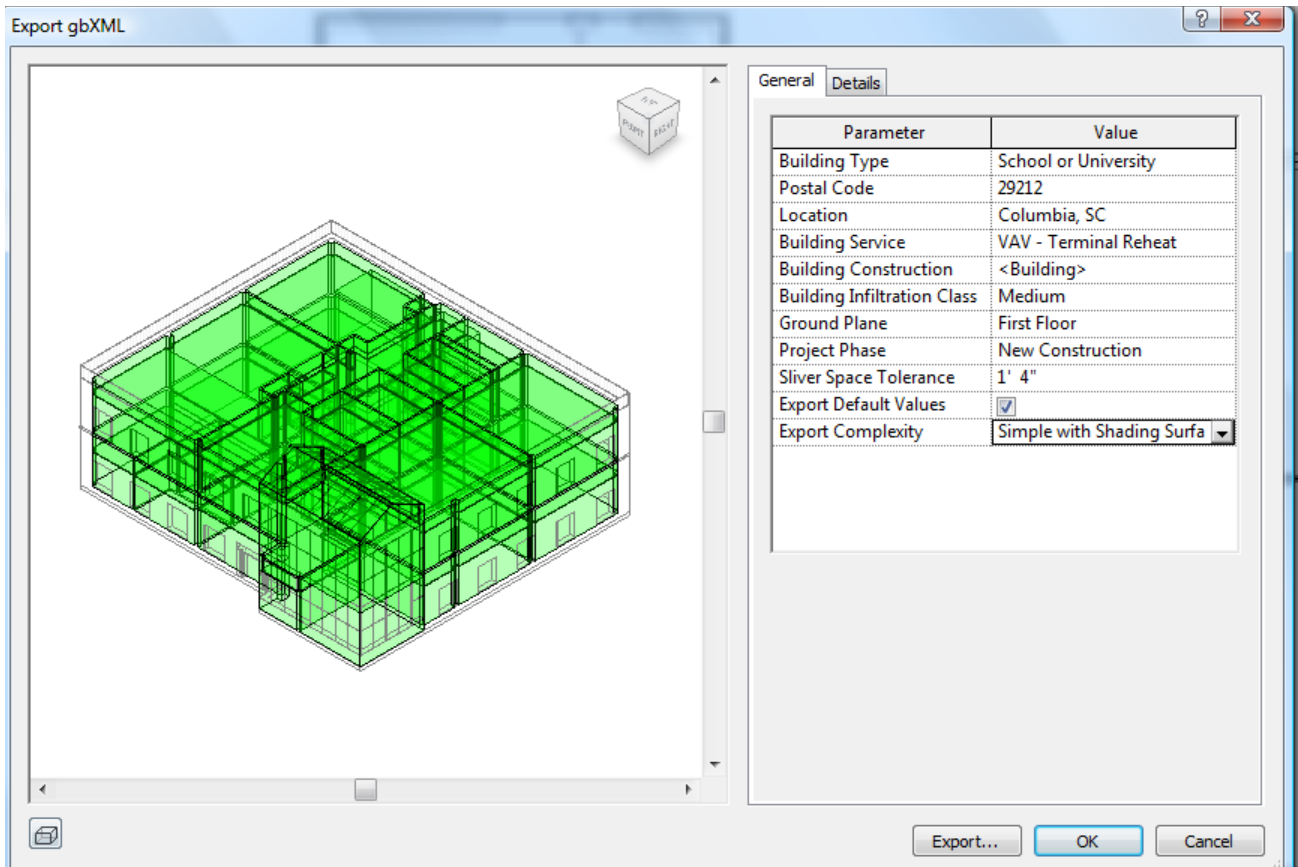 Export gbXML
General Details
Parameter Value
Building Type School or University
Postal Code 29212
Location Columbia, SC
Building Service VAV - Terminal Reheat
Building Construction <Building>
Building Infiltration Class Medium
Ground Plane First Floor
Project Phase New Construction
Sliver Space Tolerance 1' 4"
Export Default Values
Export Complexity Simple with Shading Surfa
FRONT RIGHT
Export... OK Cancel